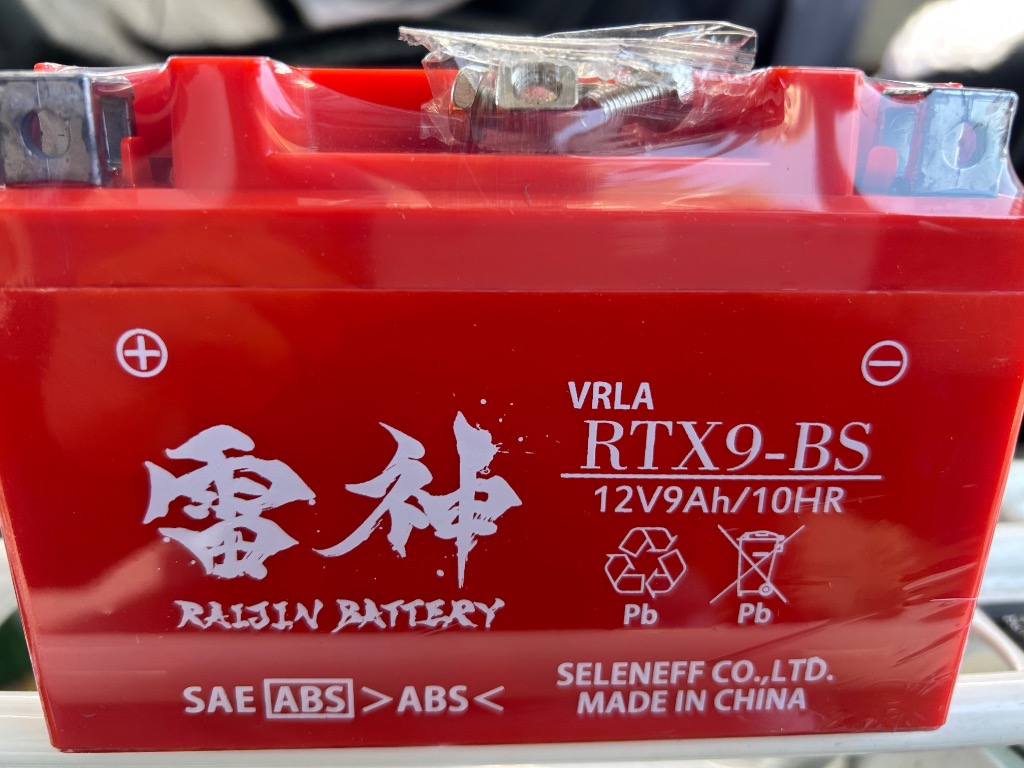 雷神
RAIJIN BATTERY
SAE ABS >ABS<
VRLA
RTX9-BS
12V9Ah/10HR
Pb Pb
SELENEFF CO.,LTD.
MADE IN CHINA